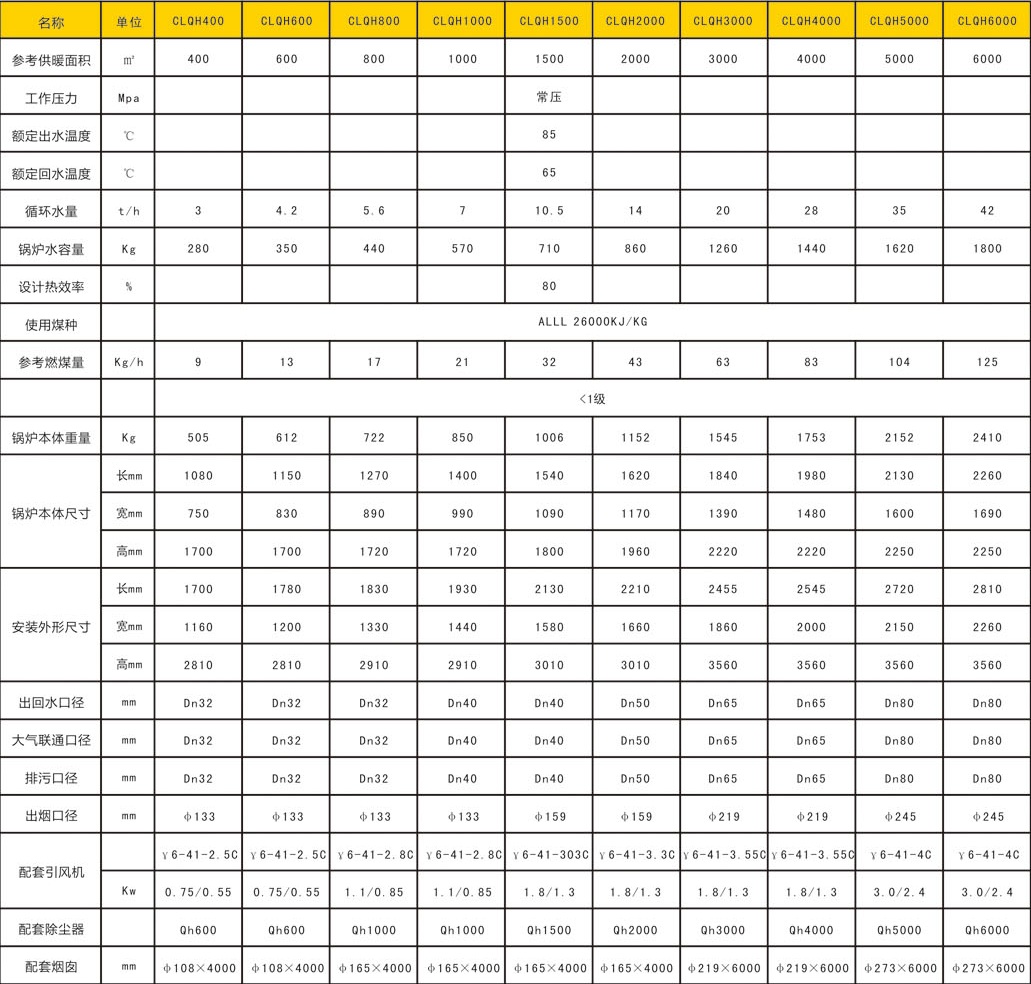 名称 单位 CLQH400 CLQH600 CLQH800 CLQH1000 CLQH1500 CLQH2000 CLQH3000 CLQH4000 CLQH5000 CLQH6000
参考供暖面积 ㎡ 400 600 800 1000 1500 2000 3000 4000 5000 6000
工作压力 Mpa 常压
额定出水温度 ℃ 85
额定回水温度 ℃ 65
循环水量 t/h 3 4.2 5.6 7 10.5 14 20 28 35 42
锅炉水容量 Kg 280 350 440 570 710 860 1260 1440 1620 1800
设计热效率 % 80
使用煤种 ALLL 26000KJ/KG
参考燃煤量 Kg/h 9 13 17 21 32 43 63 83 104 125
<1级
锅炉本体重量 Kg 505 612 722 850 1006 1152 1545 1753 2152 2410
锅炉本体尺寸 长mm 1080 1150 1270 1400 1540 1620 1840 1980 2130 2260
宽mm 750 830 890 990 1090 1170 1390 1480 1600 1690
高mm 1700 1700 1720 1720 1800 1960 2220 2220 2250 2250
安装外形尺寸 长mm 1700 1780 1830 1930 2130 2210 2455 2545 2720 2810
宽mm 1160 1200 1330 1440 1580 1660 1860 2000 2150 2260
高mm 2810 2810 2910 2910 3010 3010 3560 3560 3560 3560
出回水口径 mm Dn32 Dn32 Dn32 Dn40 Dn40 Dn50 Dn65 Dn65 Dn80 Dn80
大气联通口径 mm Dn32 Dn32 Dn32 Dn40 Dn40 Dn50 Dn65 Dn65 Dn80 Dn80
排污口径 mm Dn32 Dn32 Dn32 Dn40 Dn40 Dn50 Dn65 Dn65 Dn80 Dn80
出烟口径 mm φ133 φ133 φ133 φ133 φ159 φ159 φ219 φ219 φ245 φ245
配套引风机 γ6-41-2.5C γ6-41-2.5C γ6-41-2.8C γ6-41-2.8C γ6-41-303C γ6-41-3.3C γ6-41-3.55C γ6-41-3.55C γ6-41-4C γ6-41-4C
Kw 0.75/0.55 0.75/0.55 1.1/0.85 1.1/0.85 1.8/1.3 1.8/1.3 1.8/1.3 1.8/1.3 3.0/2.4 3.0/2.4
配套除尘器 Qh600 Qh600 Qh1000 Qh1000 Qh1500 Qh2000 Qh3000 Qh4000 Qh5000 Qh6000
配套烟囱 mm φ108×4000 φ108×4000 φ165×4000 φ165×4000 φ165×4000 φ165×4000 φ219×6000 φ219×6000 φ273×6000 φ273×6000